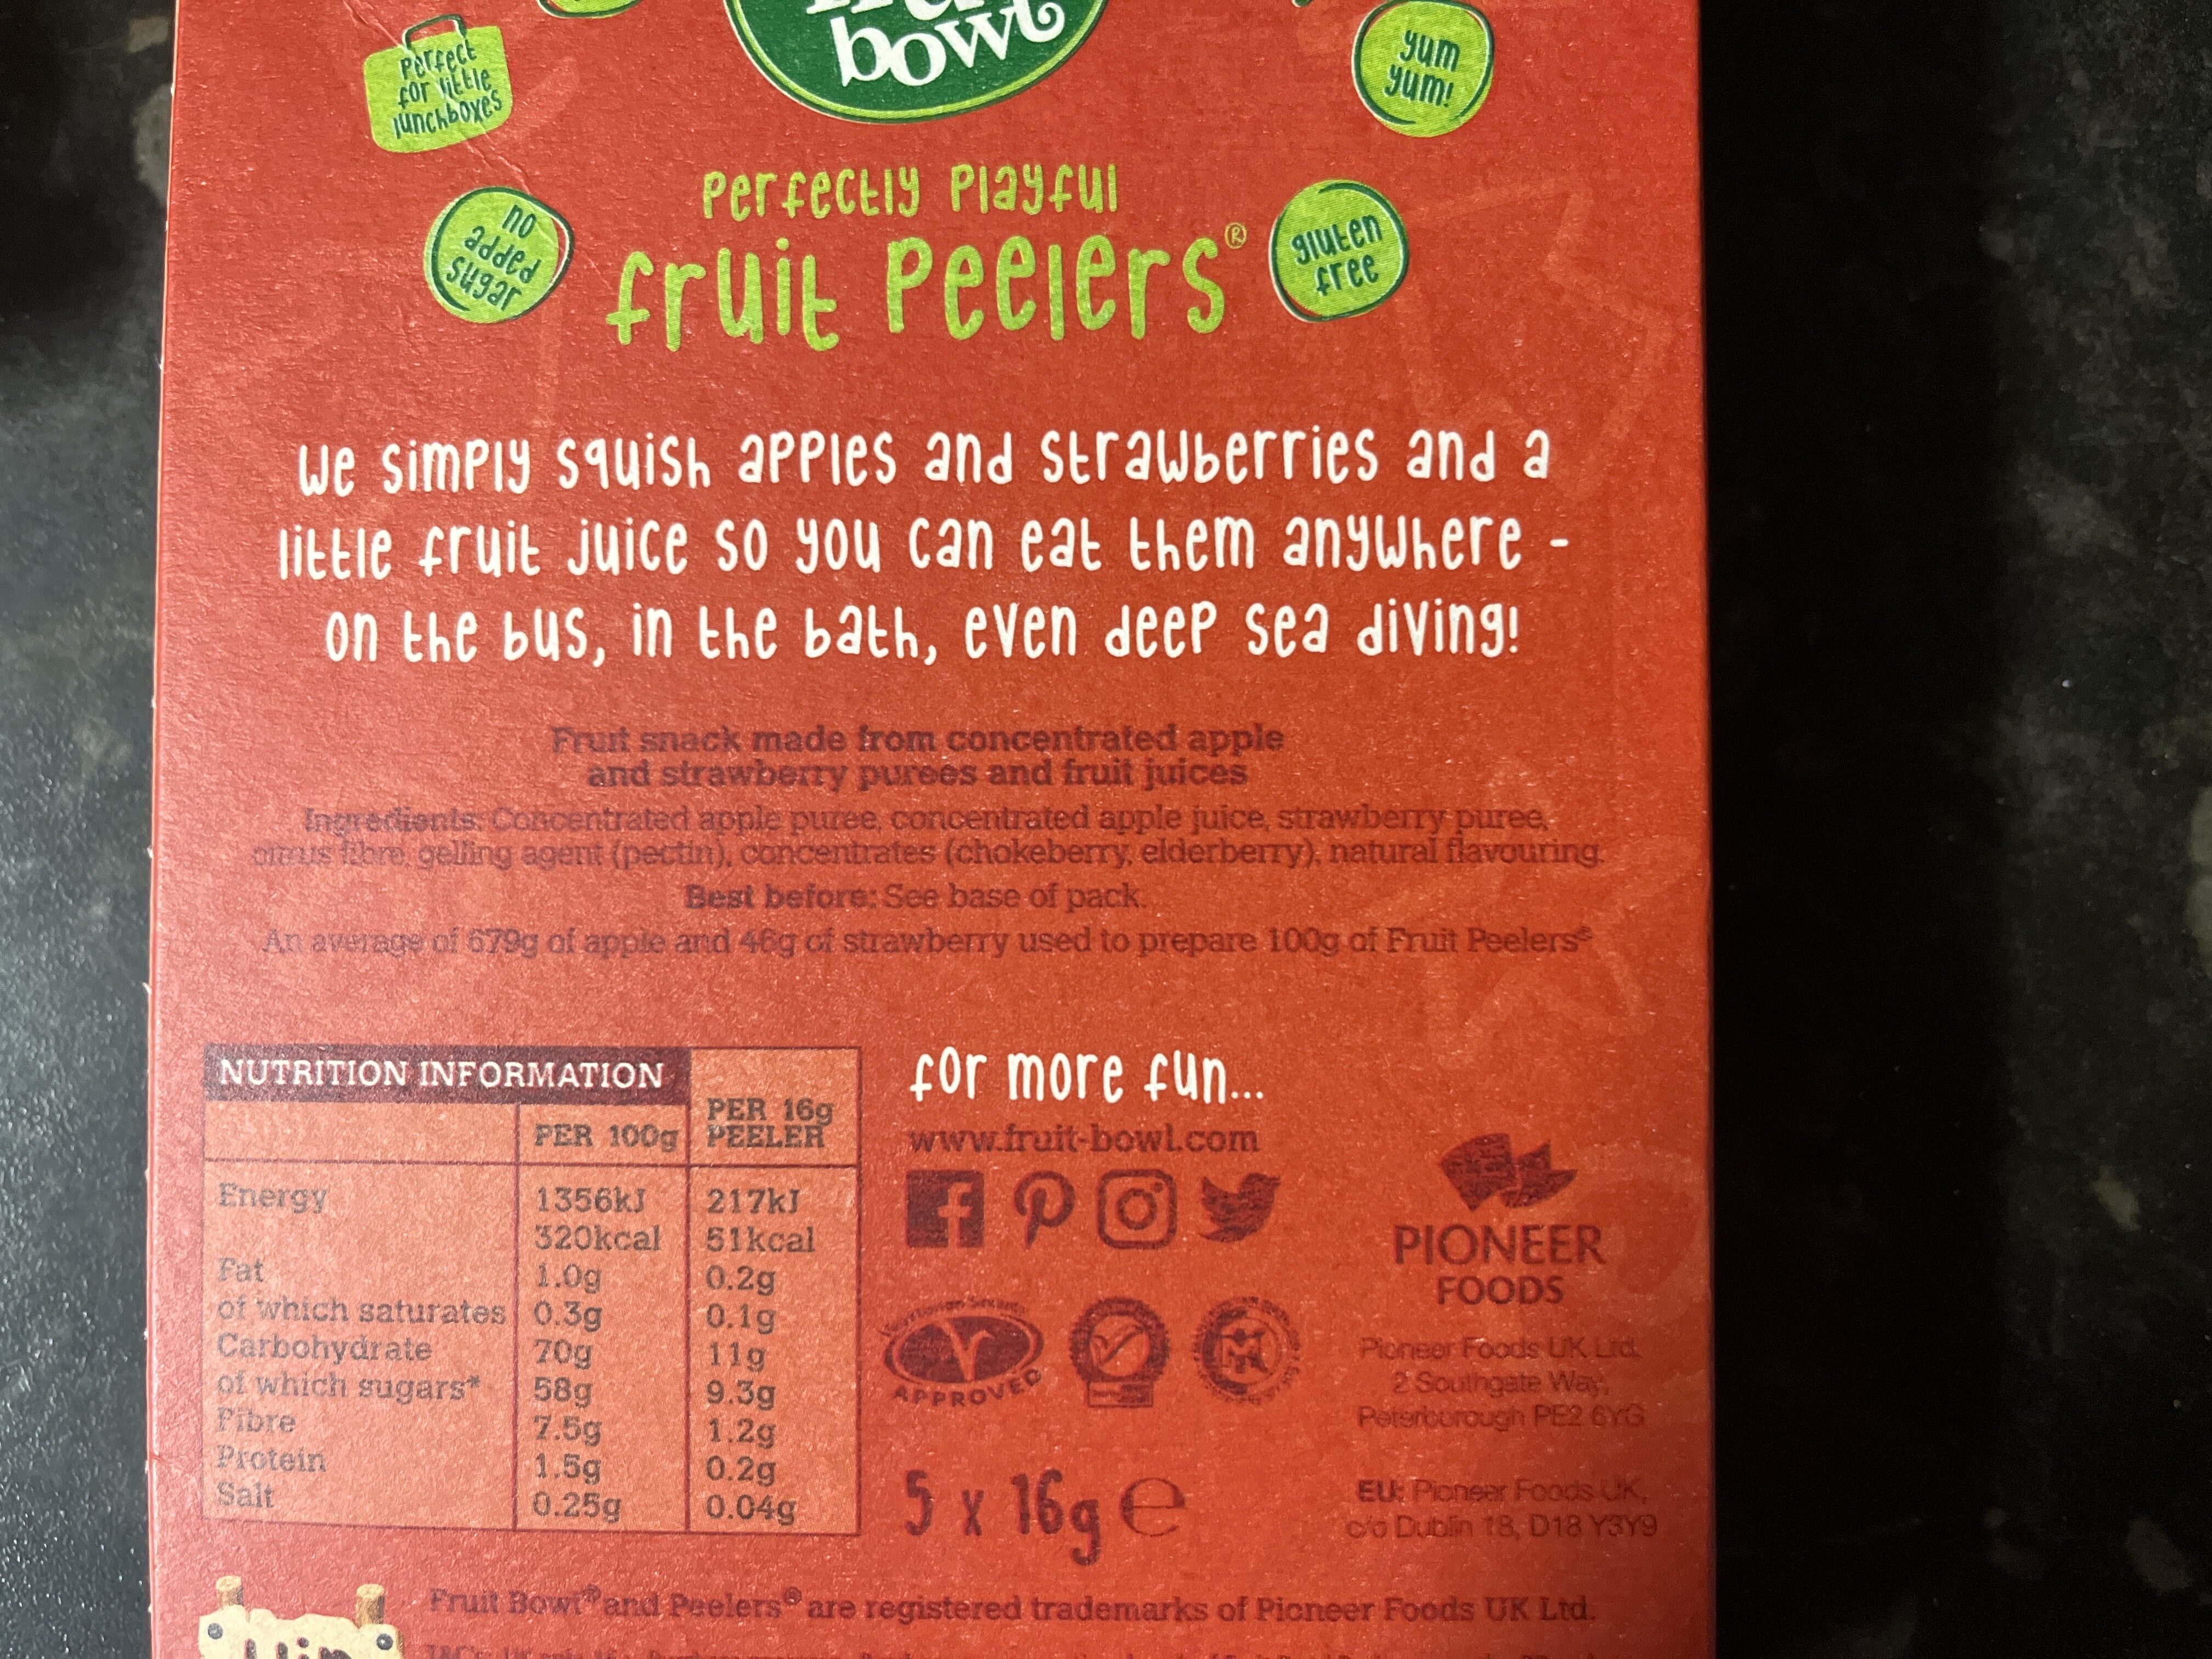 bowl
Perfect
for little
lunchboxes
yum
yum!
no
added
sugar
Perfectly Playful
fruit Peelers®
gluten
free
We simply squish apples and strawberries and a
little fruit juice so you can eat them anywhere -
on the bus, in the bath, even deep sea diving!
Fruit snack made from concentrated apple
and strawberry purees and fruit juices
Ingredients: Concentrated apple puree, concentrated apple juice, strawberry puree,
citrus fibre, gelling agent (pectin), concentrates (chokeberry, elderberry), natural flavouring.
Best before: See base of pack.
An average of 679g of apple and 46g of strawberry used to prepare 100g of Fruit Peelers®
NUTRITION INFORMATION
PER 100g PER 16g PEELER
Energy 1356kJ 217kJ
320kcal 51kcal
Fat 1.0g 0.2g
of which saturates 0.3g 0.1g
Carbohydrate 70g 11g
of which sugars* 58g 9.3g
Fibre 7.5g 1.2g
Protein 1.5g 0.2g
Salt 0.25g 0.04g
for more fun...
www.fruit-bowl.com
APPROVED
5 x 16g e
PIONEER
FOODS
Pioneer Foods UK Ltd.
2 Southgate Way,
Peterborough PE2 6YG
EU: Pioneer Foods UK,
c/o Dublin 18, D18 Y3Y9
Fruit Bowl® and Peelers® are registered trademarks of Pioneer Foods UK Ltd.